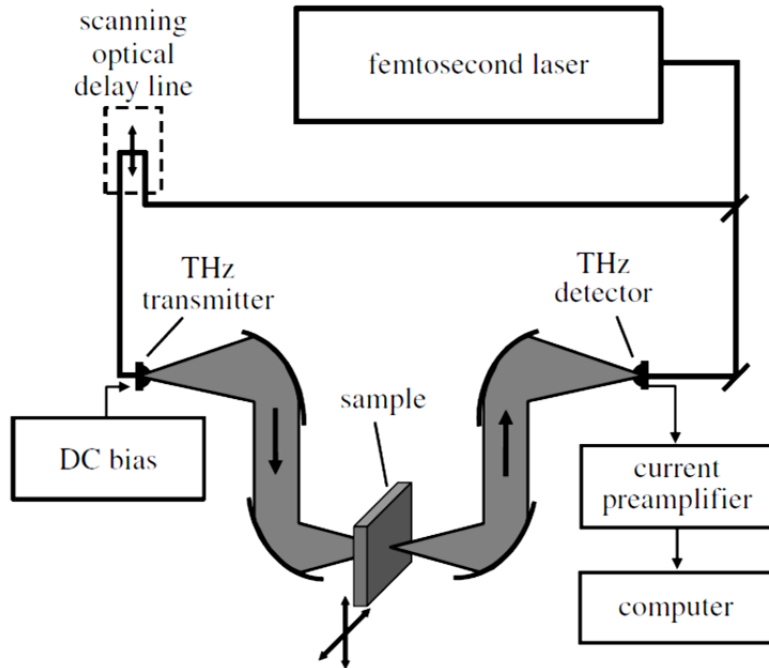 scanning
optical
delay line
femtosecond laser
THz
transmitter
THz
detector
sample
DC bias
current
preamplifier
computer